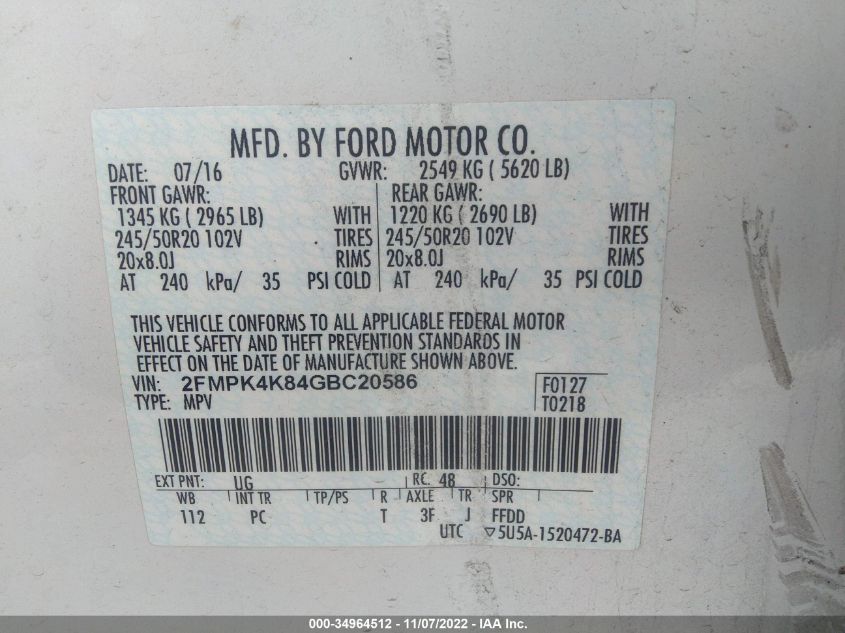 MFD. BY FORD MOTOR CO.
DATE: 07/16 GVWR: 2549 KG ( 5620 LB)
FRONT GAWR: REAR GAWR:
1345 KG ( 2965 LB) WITH 1220 KG ( 2690 LB) WITH
245/50R20 102V TIRES 245/50R20 102V TIRES
20x8.0J RIMS 20x8.0J RIMS
AT 240 kPa/ 35 PSI COLD AT 240 kPa/ 35 PSI COLD
THIS VEHICLE CONFORMS TO ALL APPLICABLE FEDERAL MOTOR
VEHICLE SAFETY AND THEFT PREVENTION STANDARDS IN
EFFECT ON THE DATE OF MANUFACTURE SHOWN ABOVE.
VIN: 2FMPK4K84GBC20586 F0127
TYPE: MPV T0218
EXT PNT: UG RC: 48 DSO:
WB INT TR TP/PS R AXLE TR SPR
112 PC T 3F J FFDD
UTC ▽5U5A-1520472-BA
000-34964512 - 11/07/2022 - IAA Inc.